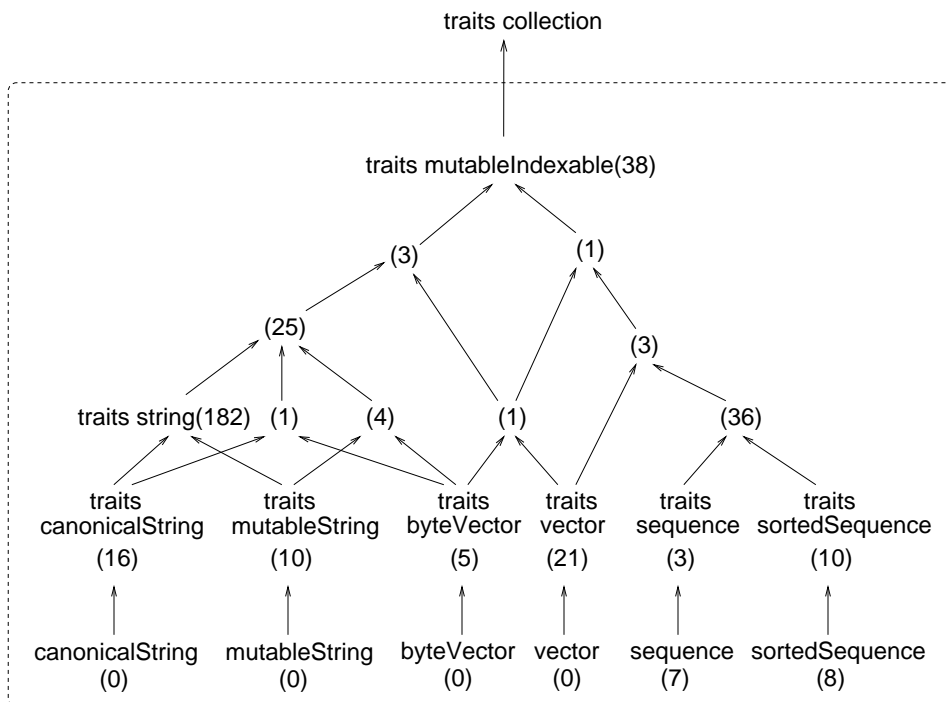 traits collection
traits mutableIndexable(38)
(3) (1)
(25)
(3)
traits string(182) (1) (4) (1) (36)
traits traits traits traits traits traits
canonicalString mutableString byteVector vector sequence sortedSequence
(16) (10) (5) (21) (3) (10)
canonicalString mutableString byteVector vector sequence sortedSequence
(0) (0) (0) (0) (7) (8)